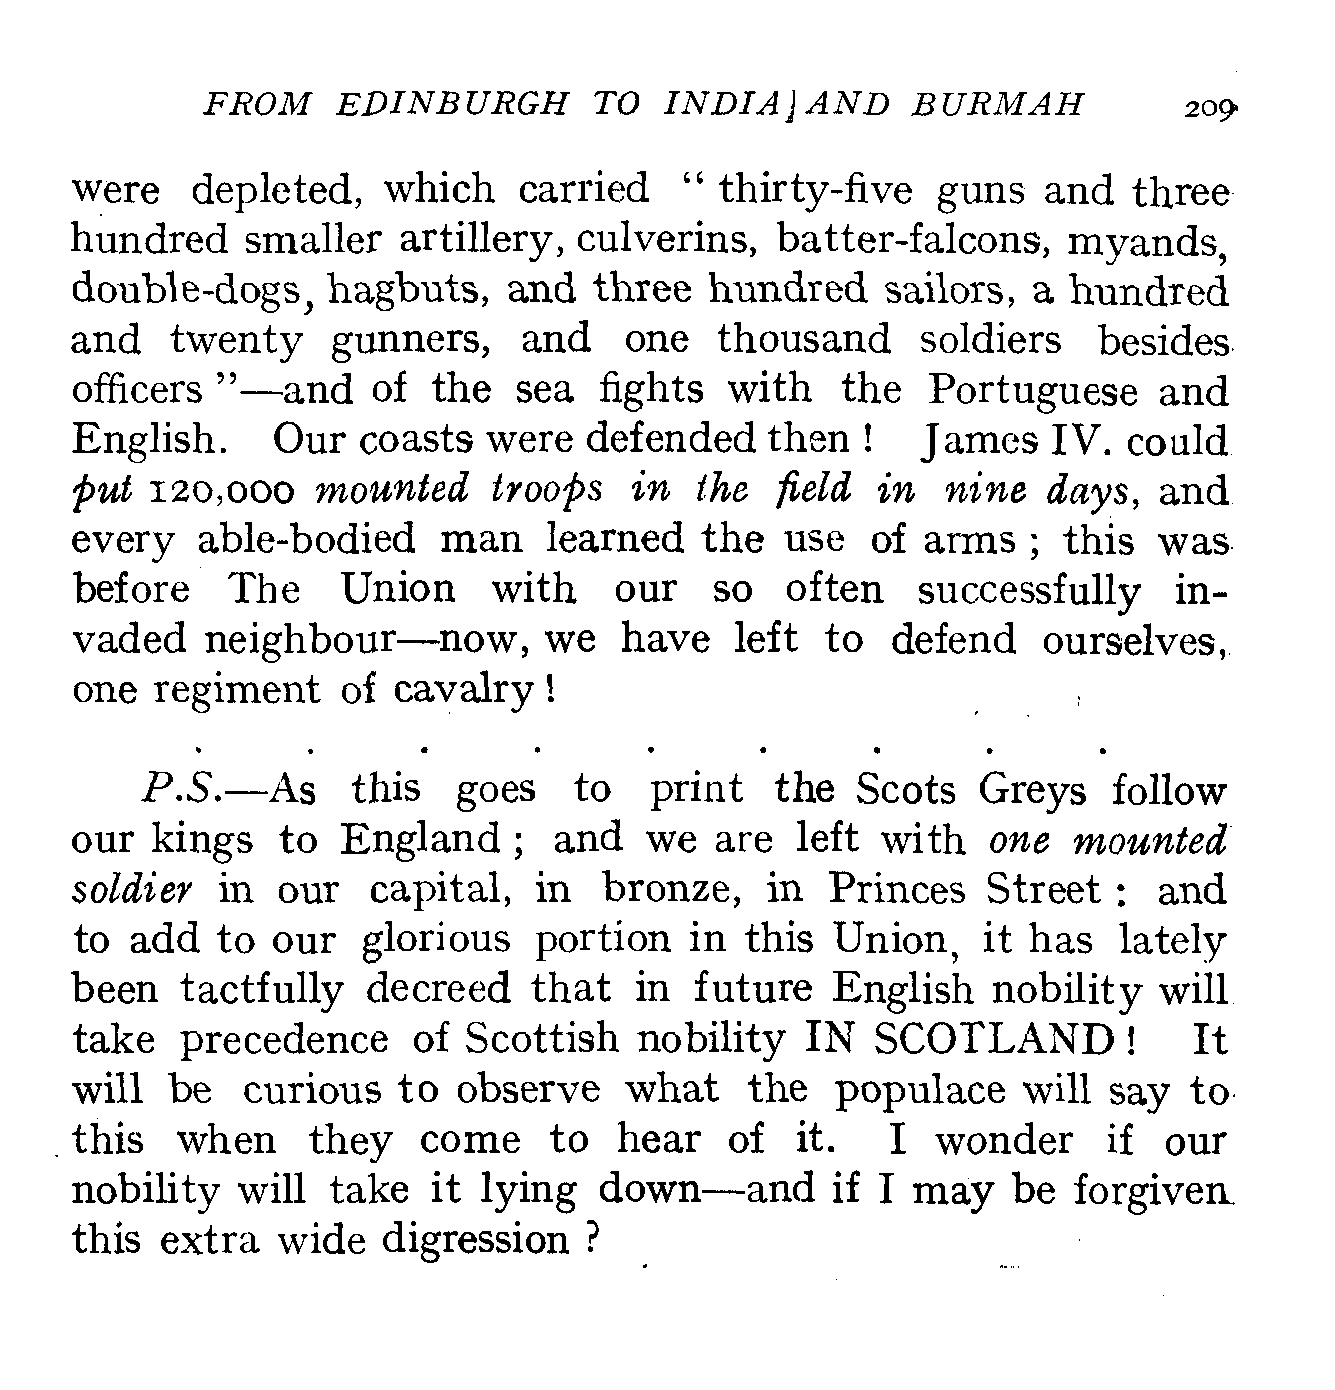 FROM EDINBURGH TO INDIA] AND BURMAH 209
were depleted, which carried “ thirty-five guns and three
hundred smaller artillery, culverins, batter-falcons, myands,
double-dogs, hagbuts, and three hundred sailors, a hundred
and twenty gunners, and one thousand soldiers besides
officers ”—and of the sea fights with the Portuguese and
English. Our coasts were defended then ! James IV. could
put 120,000 mounted troops in the field in nine days, and
every able-bodied man learned the use of arms ; this was
before The Union with our so often successfully in-
vaded neighbour—now, we have left to defend ourselves,
one regiment of cavalry !
. . . . . . . . .
P.S.—As this goes to print the Scots Greys follow
our kings to England ; and we are left with one mounted
soldier in our capital, in bronze, in Princes Street : and
to add to our glorious portion in this Union, it has lately
been tactfully decreed that in future English nobility will
take precedence of Scottish nobility IN SCOTLAND ! It
will be curious to observe what the populace will say to
this when they come to hear of it. I wonder if our
nobility will take it lying down—and if I may be forgiven
this extra wide digression ?